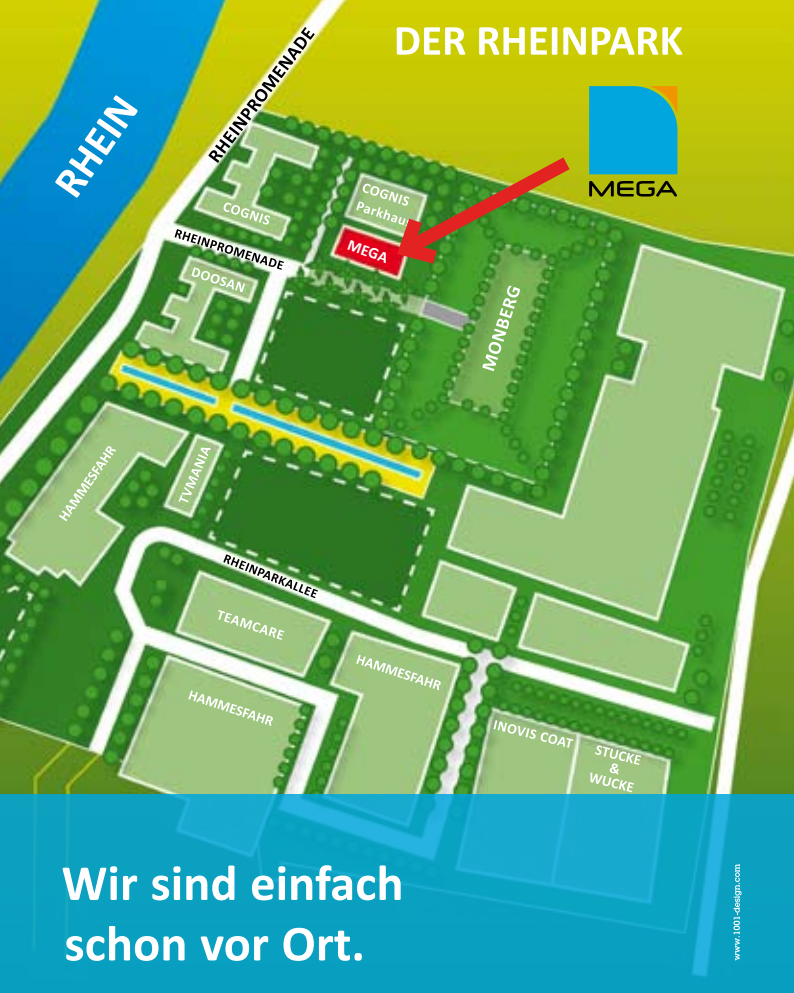 DER RHEINPARK
RHEINPROMENADE
RHEIN
MEGA
COGNIS
Parkhaus
COGNIS
RHEINPROMENADE
MEGA
DOOSAN
MONBERG
HAMMESFAHR
TVMANIA
RHEINPARKALLEE
TEAMCARE
HAMMESFAHR
HAMMESFAHR
INOVIS COAT
STUCKE
&
WUCKE
Wir sind einfach
schon vor Ort.
www.1001-design.com